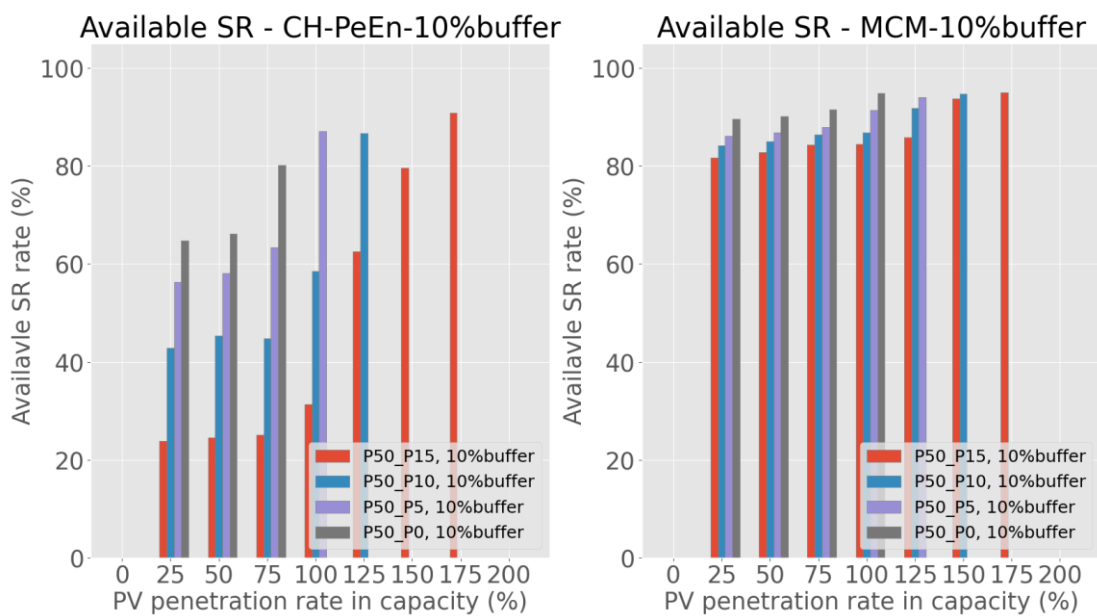 Available SR - CH-PeEn-10%buffer
100
80
60
40
20
0
Availavle SR rate (%)
P50_P15, 10%buffer
P50_P10, 10%buffer
P50_P5, 10%buffer
P50_P0, 10%buffer
0 25 50 75 100 125 150 175 200
PV penetration rate in capacity (%)
Available SR - MCM-10%buffer
100
80
60
40
20
0
Availavle SR rate (%)
P50_P15, 10%buffer
P50_P10, 10%buffer
P50_P5, 10%buffer
P50_P0, 10%buffer
0 25 50 75 100 125 150 175 200
PV penetration rate in capacity (%)